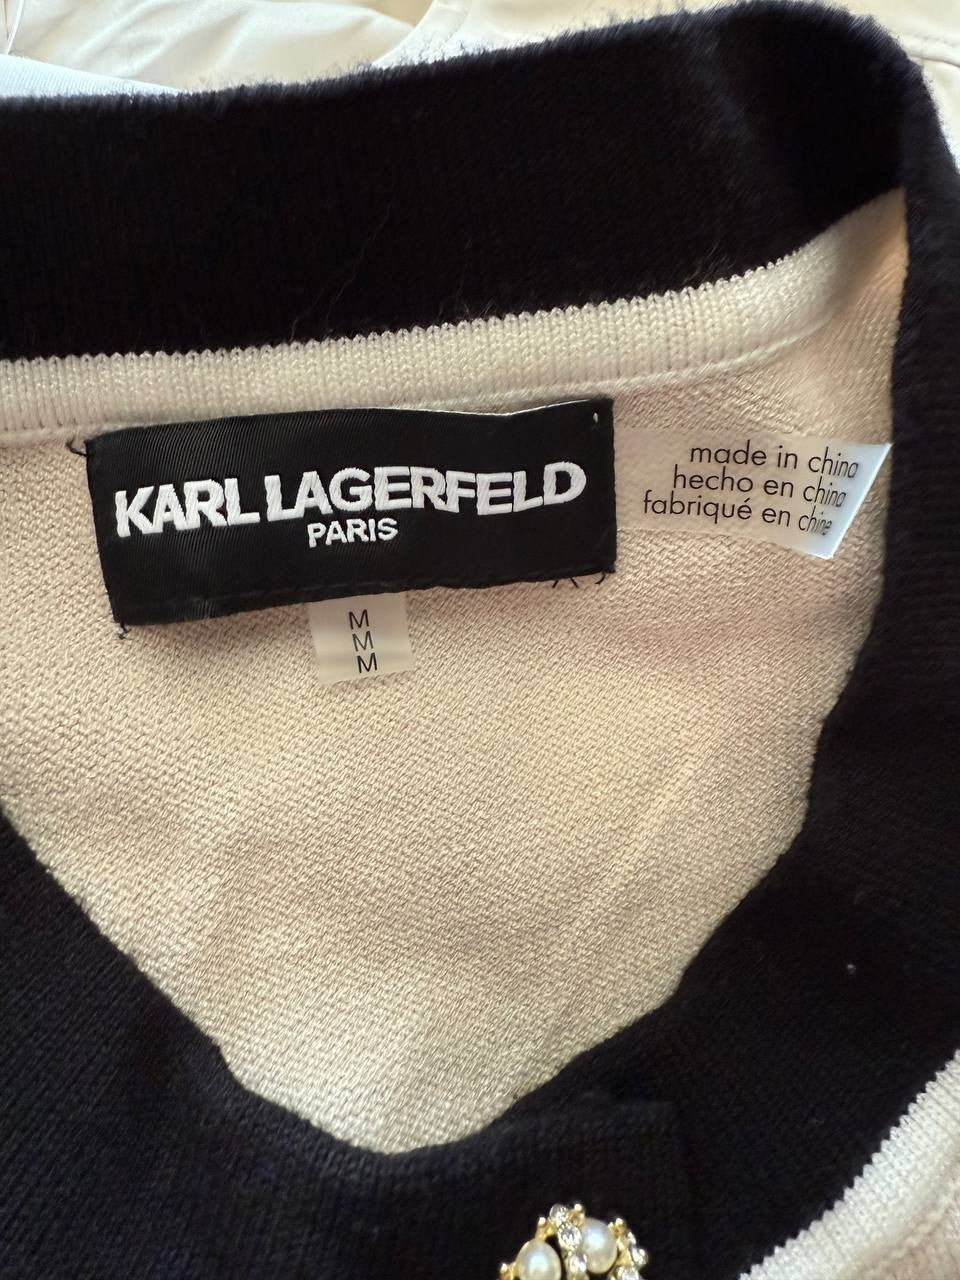 KARL LAGERFELD
PARIS
M
M
M
made in china
hecho en china
fabriqué en chine